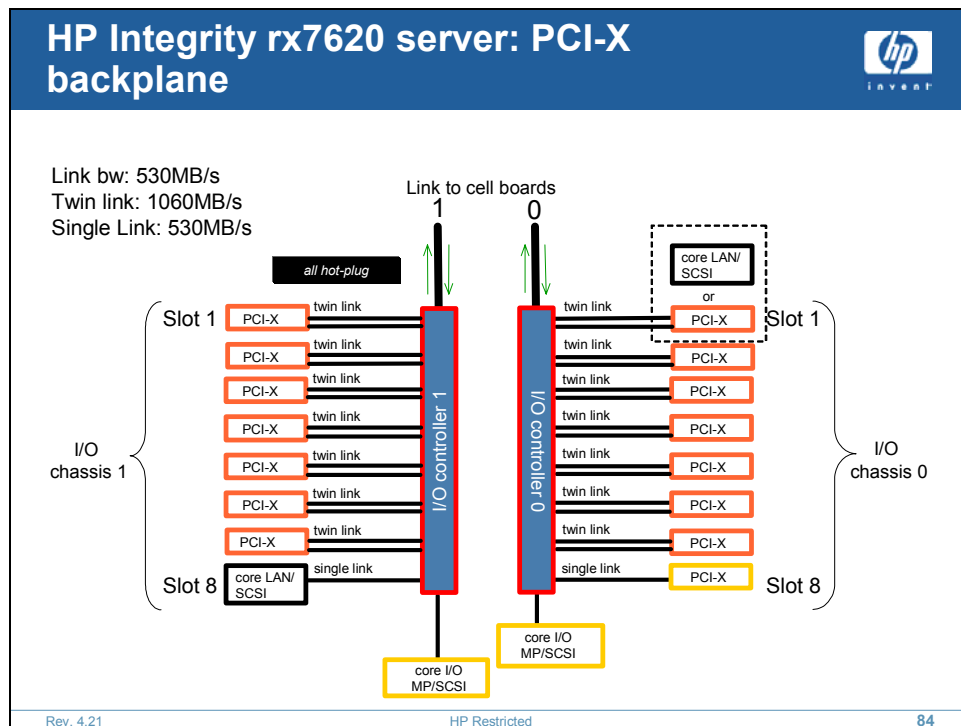 HP Integrity rx7620 server: PCI-X
backplane
hp
invent
Link bw: 530MB/s
Twin link: 1060MB/s
Single Link: 530MB/s
Link to cell boards
1
0
all hot-plug
core LAN/
SCSI
or
Slot 1
PCI-X
twin link
twin link
PCI-X
Slot 1
PCI-X
twin link
twin link
PCI-X
PCI-X
twin link
twin link
PCI-X
PCI-X
twin link
twin link
PCI-X
I/O
chassis 1
I/O controller 1
I/O controller 0
I/O
chassis 0
PCI-X
twin link
twin link
PCI-X
PCI-X
twin link
twin link
PCI-X
PCI-X
twin link
twin link
PCI-X
Slot 8
core LAN/
SCSI
single link
single link
PCI-X
Slot 8
core I/O
MP/SCSI
core I/O
MP/SCSI
Rev. 4.21
HP Restricted
84